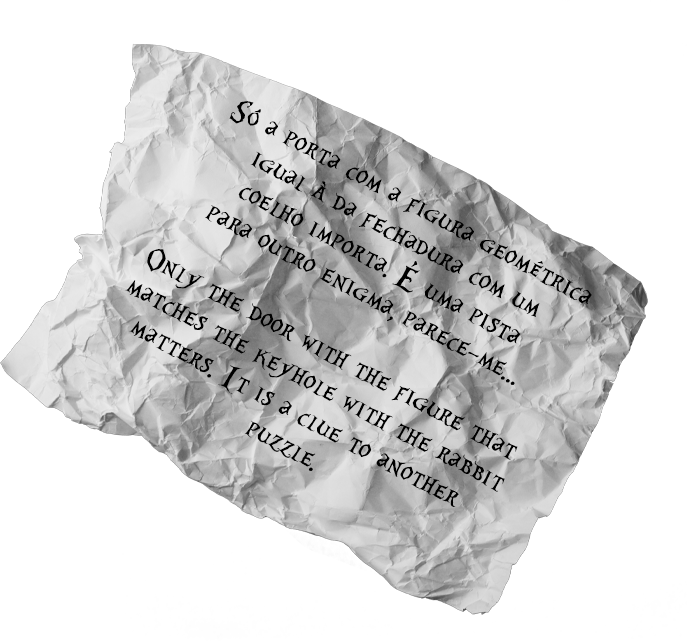 Só a porta com a figura geométrica
igual à da fechadura com um
coelho importa. É uma pista
para outro enigma, parece-me...
Only the door with the figure that
matches the keyhole with the rabbit
matters. It is a clue to another
puzzle.